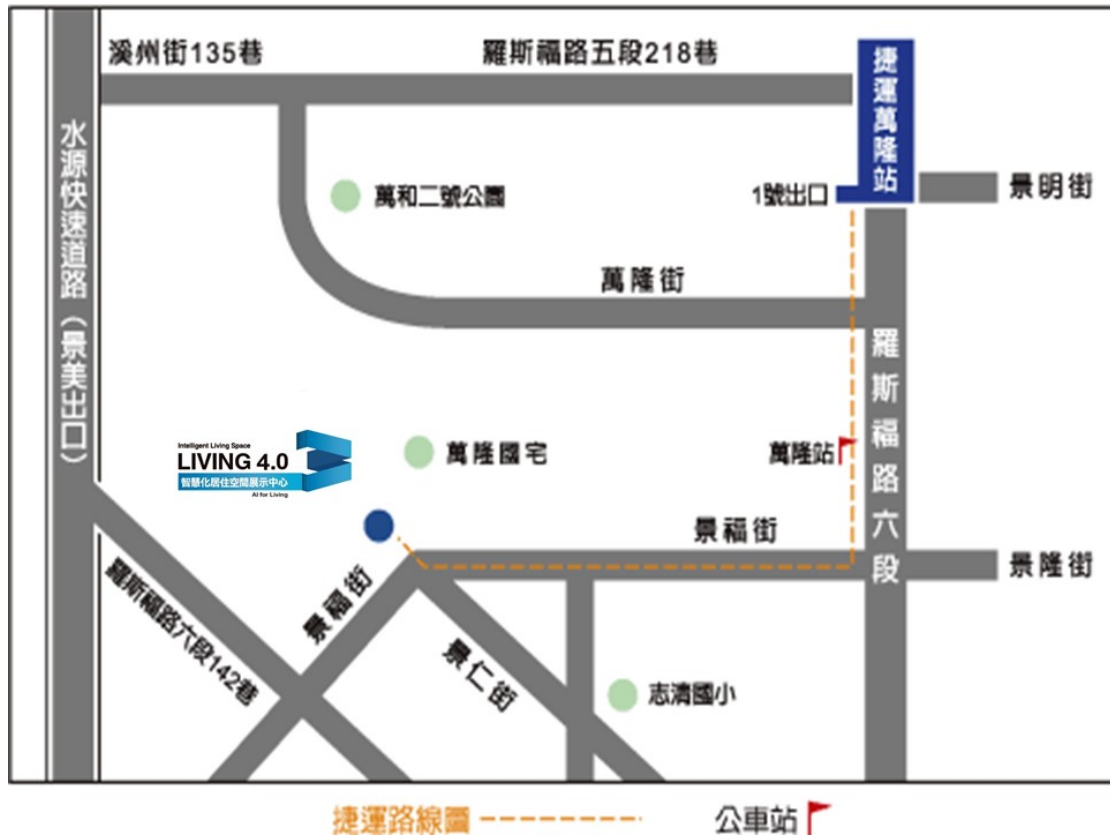 溪州街135巷
羅斯福路五段218巷
捷運萬隆站
水源快速道路(景美出口)
萬和二號公園
1號出口
景明街
萬隆街
羅斯福路六段
Intelligent Living Space
LIVING 4.0
智慧化居住空間展示中心
AI for Living
萬隆國宅
萬隆站
景福街
景隆街
景福街
羅斯福路六段142巷
景仁街
志清國小
捷運路線圖
公車站